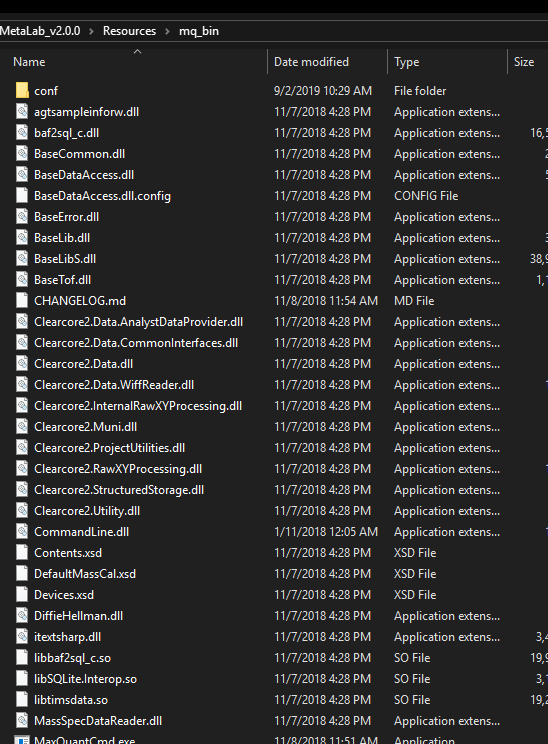 MetaLab_v2.0.0 > Resources > mq_bin
Name Date modified Type Size
conf 9/2/2019 10:29 AM File folder
agtsampleinforw.dll 11/7/2018 4:28 PM Application extens...
baf2sql_c.dll 11/7/2018 4:28 PM Application extens... 16,5
BaseCommon.dll 11/7/2018 4:28 PM Application extens... 2
BaseDataAccess.dll 11/7/2018 4:28 PM Application extens... 5
BaseDataAccess.dll.config 11/7/2018 4:28 PM CONFIG File
BaseError.dll 11/7/2018 4:28 PM Application extens...
BaseLib.dll 11/7/2018 4:28 PM Application extens... 3
BaseLibS.dll 11/7/2018 4:28 PM Application extens... 38,9
BaseTof.dll 11/7/2018 4:28 PM Application extens... 1,1
CHANGELOG.md 11/8/2018 11:54 AM MD File
Clearcore2.Data.AnalystDataProvider.dll 11/7/2018 4:28 PM Application extens...
Clearcore2.Data.CommonInterfaces.dll 11/7/2018 4:28 PM Application extens...
Clearcore2.Data.dll 11/7/2018 4:28 PM Application extens...
Clearcore2.Data.WiffReader.dll 11/7/2018 4:28 PM Application extens... 1
Clearcore2.InternalRawXYProcessing.dll 11/7/2018 4:28 PM Application extens...
Clearcore2.Muni.dll 11/7/2018 4:28 PM Application extens...
Clearcore2.ProjectUtilities.dll 11/7/2018 4:28 PM Application extens...
Clearcore2.RawXYProcessing.dll 11/7/2018 4:28 PM Application extens... 1
Clearcore2.StructuredStorage.dll 11/7/2018 4:28 PM Application extens...
Clearcore2.Utility.dll 11/7/2018 4:28 PM Application extens...
CommandLine.dll 1/11/2018 12:05 AM Application extens... 1
Contents.xsd 11/7/2018 4:28 PM XSD File
DefaultMassCal.xsd 11/7/2018 4:28 PM XSD File
Devices.xsd 11/7/2018 4:28 PM XSD File
DiffieHellman.dll 11/7/2018 4:28 PM Application extens...
itextsharp.dll 11/7/2018 4:28 PM Application extens... 3,4
libbaf2sql_c.so 11/7/2018 4:28 PM SO File 19,9
libSQLite.Interop.so 11/7/2018 4:28 PM SO File 3,1
libtimsdata.so 11/7/2018 4:28 PM SO File 19,2
MassSpecDataReader.dll 11/7/2018 4:28 PM Application extens...
MaxQuantCmd.exe 11/8/2018 11:51 AM Application